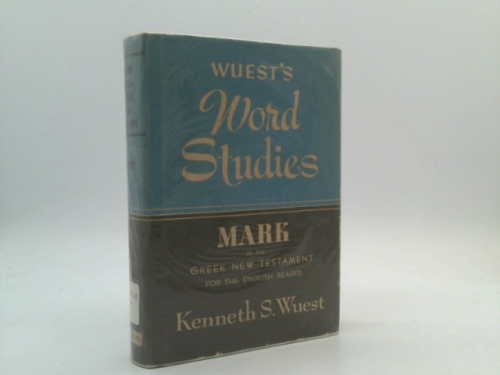 WUEST'S
Word
Studies
MARK
IN THE
GREEK NEW TESTAMENT
FOR THE ENGLISH READER
Kenneth S. Wuest